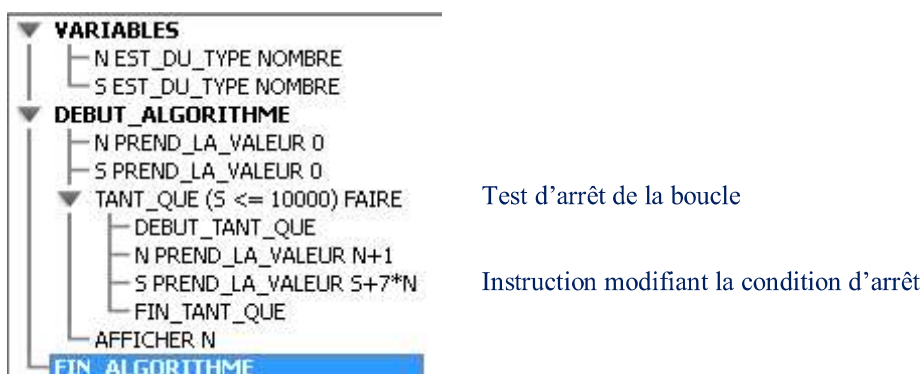 VARIABLES
N EST_DU_TYPE NOMBRE
S EST_DU_TYPE NOMBRE
DEBUT_ALGORITHME
N PREND_LA_VALEUR 0
S PREND_LA_VALEUR 0
TANT_QUE (S <= 10000) FAIRE Test d’arrêt de la boucle
DEBUT_TANT_QUE
N PREND_LA_VALEUR N+1
S PREND_LA_VALEUR S+7*N Instruction modifiant la condition d’arrêt
FIN_TANT_QUE
AFFICHER N
FIN_ALGORITHME